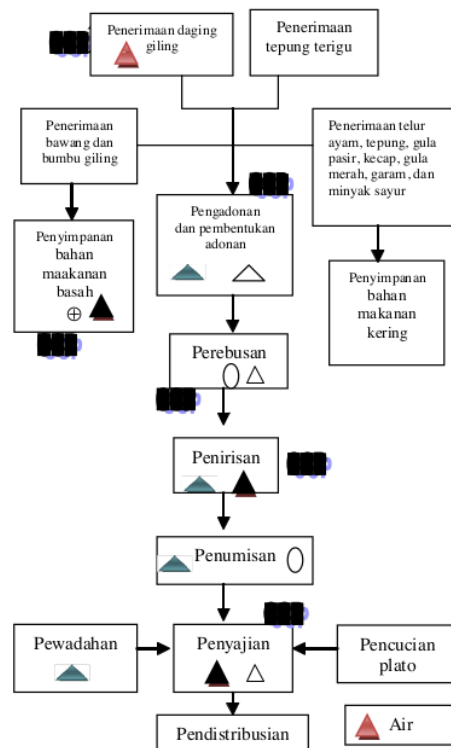 Penerimaan daging
giling
Penerimaan
tepung terigu
Penerimaan
bawang dan
bumbu giling
Penerimaan telur
ayam, tepung, gula
pasir, kecap, gula
merah, garam, dan
minyak sayur
Pengadonan
dan pembentukan
adonan
Penyimpanan
bahan
maakanan
basah
Penyimpanan
bahan
makanan
kering
Perebusan
Penirisan
Penumisan
Pewadahan
Penyajian
Pencucian
plato
Pendistribusian
Air